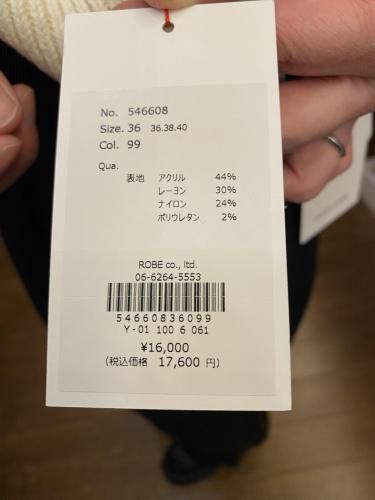 No. 546608
Size. 36 36.38.40
Col. 99
Qua.
表地 アクリル 44%
レーヨン 30%
ナイロン 24%
ポリウレタン 2%
ROBE co., ltd.
06-6264-5553
54660836099
Y-01 100 6 061
¥16,000
(税込価格 17,600 円)